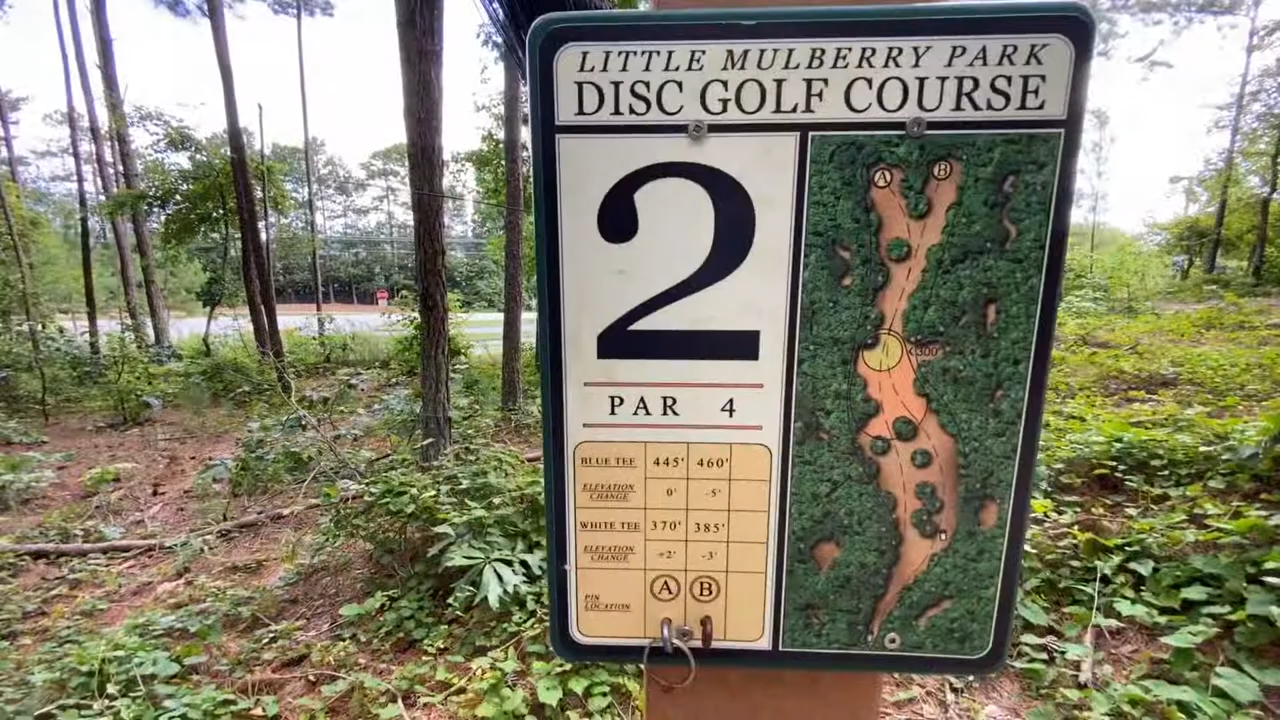 LITTLE MULBERRY PARK
DISC GOLF COURSE
2
PAR 4
BLUE TEE 445' 460'
ELEVATION CHANGE 0' -5'
WHITE TEE 370' 385'
ELEVATION CHANGE +2' -3'
PIN LOCATION A B
A B
300'